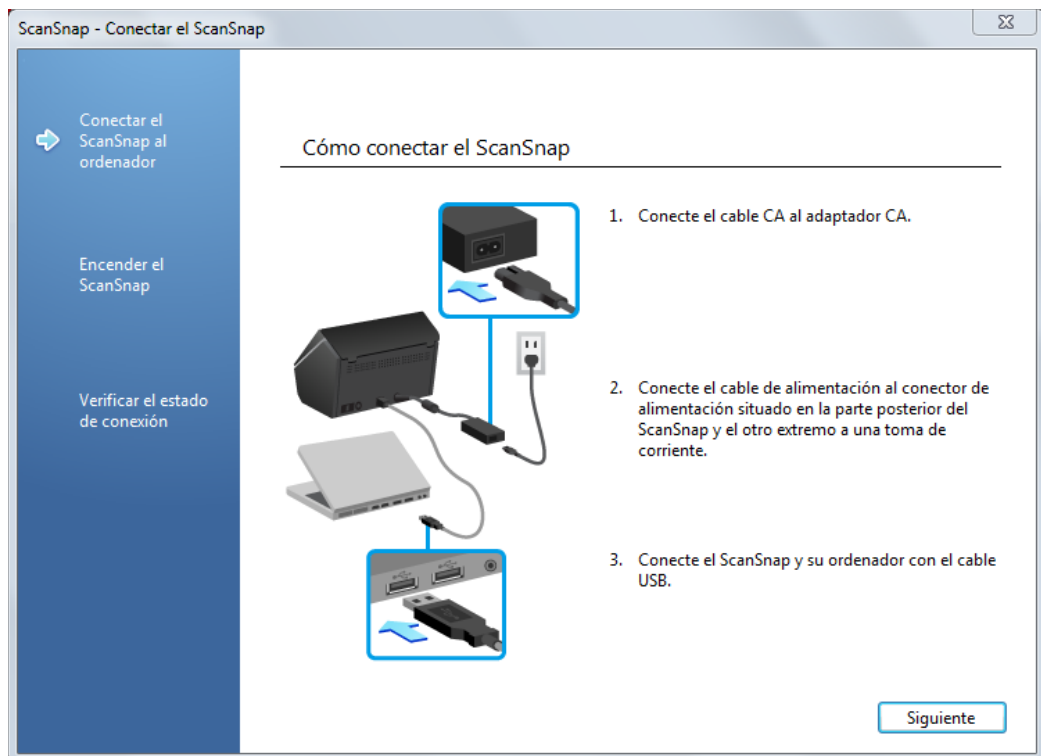 ScanSnap - Conectar el ScanSnap
Conectar el
ScanSnap al
ordenador
Encender el
ScanSnap
Verificar el estado
de conexión
Cómo conectar el ScanSnap
1. Conecte el cable CA al adaptador CA.
2. Conecte el cable de alimentación al conector de
alimentación situado en la parte posterior del
ScanSnap y el otro extremo a una toma de
corriente.
3. Conecte el ScanSnap y su ordenador con el cable
USB.
Siguiente